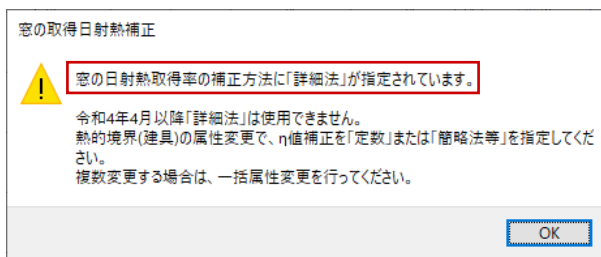 窓の取得日射熱補正
窓の日射熱取得率の補正方法に「詳細法」が指定されています。
令和4年4月以降「詳細法」は使用できません。
熱的境界(建具)の属性変更で、η値補正を「定数」または「簡略法等」を指定してくだ
さい。
複数変更する場合は、一括属性変更を行ってください。
OK